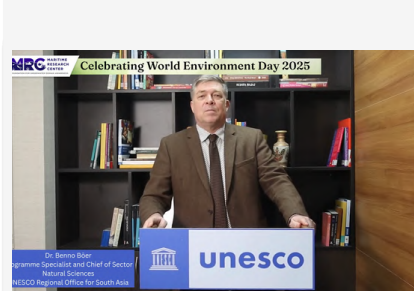 MRC MARITIME
RESEARCH
CENTER
Celebrating World Environment Day 2025
unesco
Dr. Benno Böer
ogramme Specialist and Chief of Sector
Natural Sciences
UNESCO Regional Office for South Asia